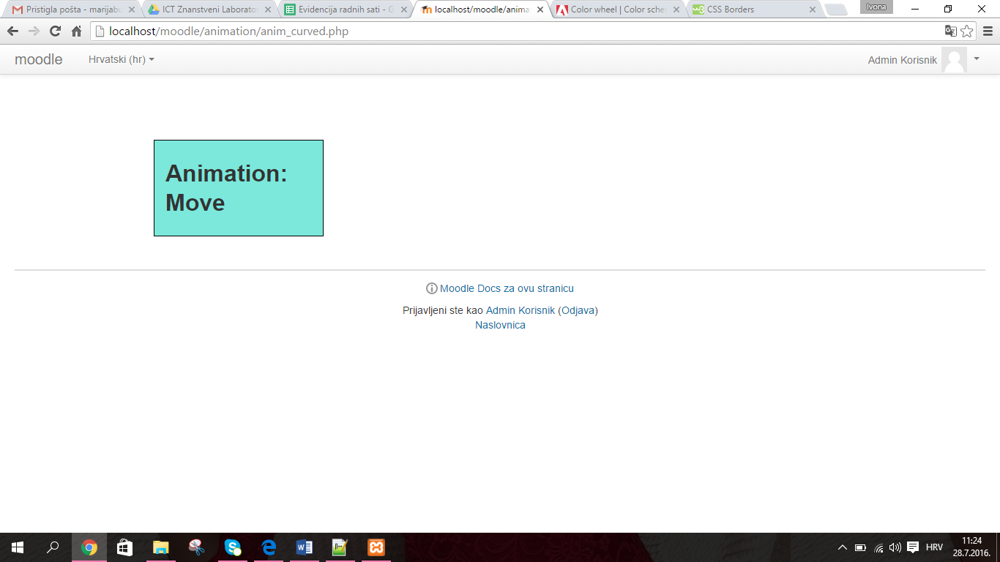 Pristigla pošta - marijabu
ICT Znanstveni Laborato
Evidencija radnih sati - G
localhost/moodle/anima
Color wheel | Color sche
CSS Borders
Ivona
localhost/moodle/animation/anim_curved.php
moodle
Hrvatski (hr)
Admin Korisnik
Animation:
Move
Moodle Docs za ovu stranicu
Prijavljeni ste kao Admin Korisnik (Odjava)
Naslovnica
HRV
11:24
28.7.2016.